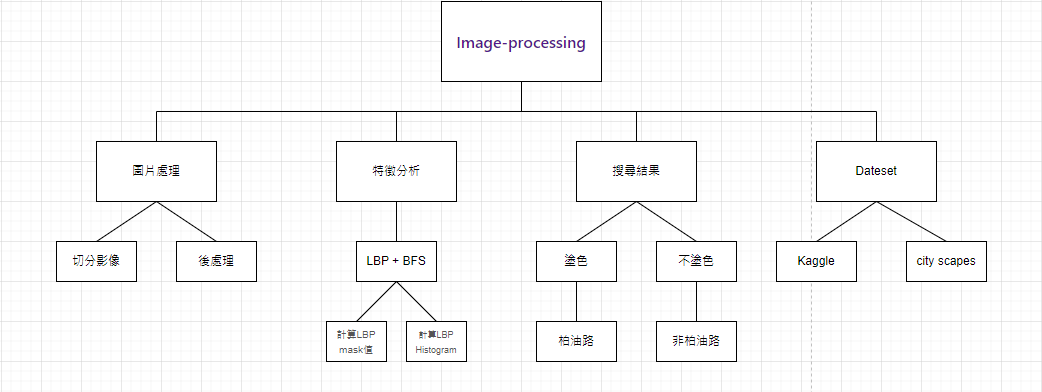 Image-processing
圖片處理
特徵分析
搜尋結果
Dateset
切分影像
後處理
LBP + BFS
塗色
不塗色
Kaggle
city scapes
計算LBP
mask值
計算LBP
Histogram
柏油路
非柏油路